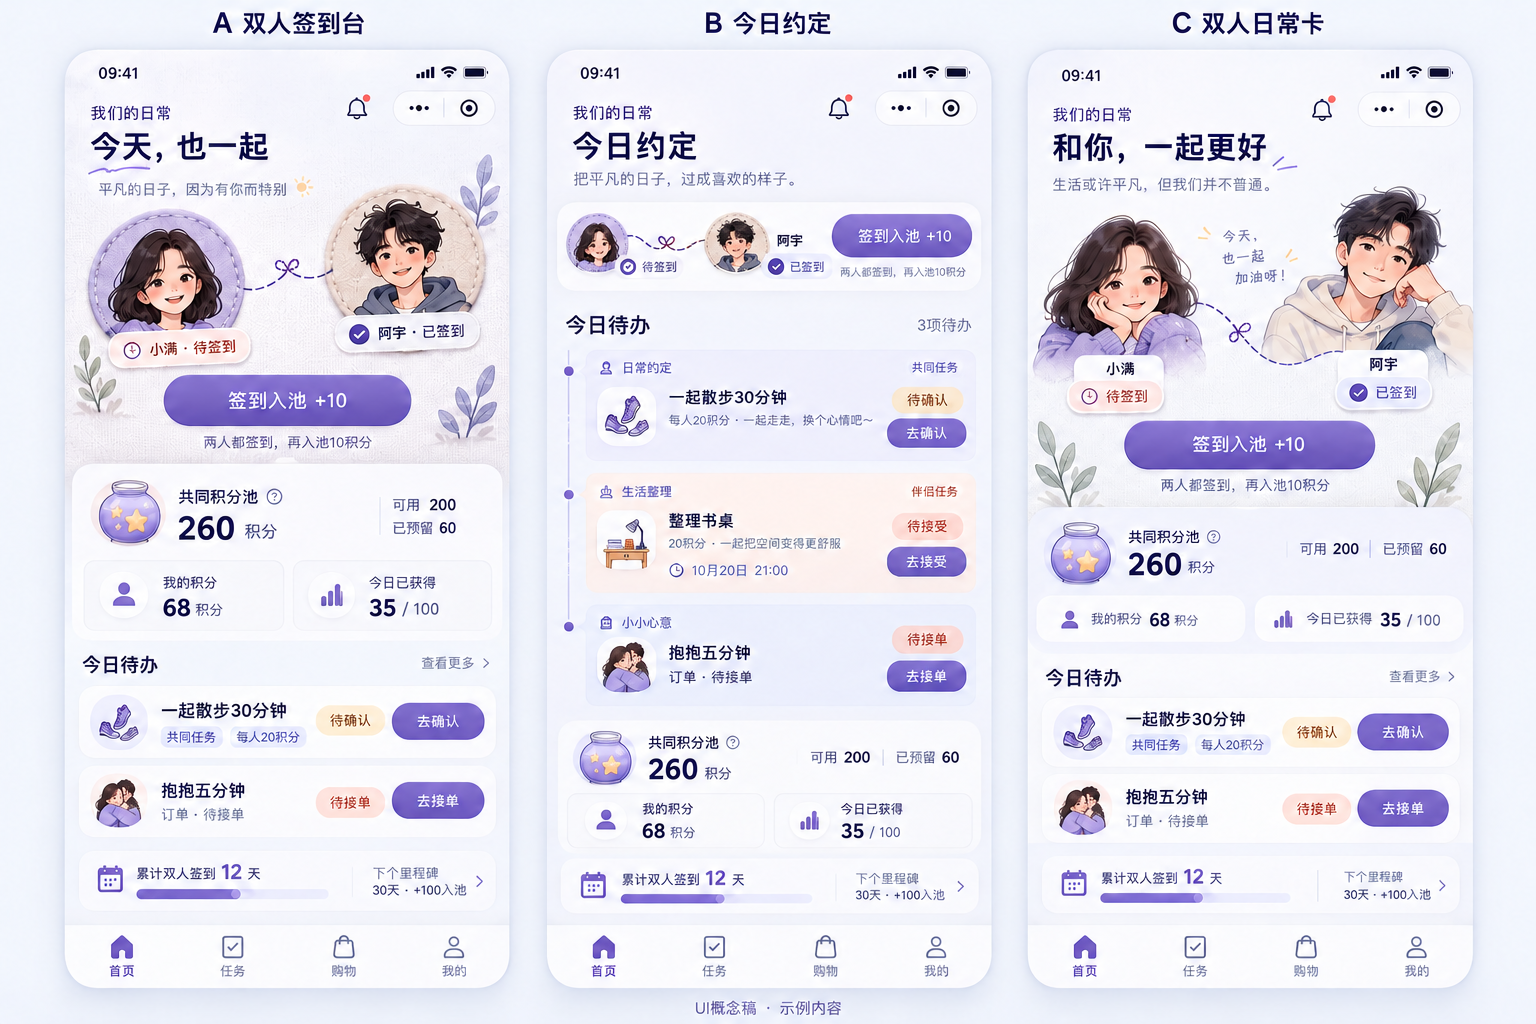 A 双人签到台
09:41
我们的日常
今天，也一起
平凡的日子，因为有你而特别
小满 · 待签到
阿宇 · 已签到
签到入池 +10
两人都签到，再入池10积分
共同积分池 ?
260 积分
可用 200
已预留 60
我的积分
68 积分
今日已获得
35 / 100
今日待办
查看更多 >
一起散步30分钟
共同任务 每人20积分
待确认
去确认
抱抱五分钟
订单 · 待接单
待接单
去接单
累计双人签到 12 天
下个里程碑
30天 · +100入池 >
首页 任务 购物 我的
B 今日约定
09:41
我们的日常
今日约定
把平凡的日子，过成喜欢的样子。
待签到
阿宇
已签到
签到入池 +10
两人都签到，再入池10积分
今日待办
3项待办
日常约定
共同任务
一起散步30分钟
每人20积分 · 一起走走，换个心情吧～
待确认
去确认
生活整理
伴侣任务
整理书桌
20积分 · 一起把空间变得更舒服
10月20日 21:00
待接受
去接受
小小心意
抱抱五分钟
订单 · 待接单
待接单
去接单
共同积分池 ?
260 积分
可用 200 已预留 60
我的积分
68 积分
今日已获得
35 / 100
累计双人签到 12 天
下个里程碑
30天 · +100入池 >
首页 任务 购物 我的
C 双人日常卡
09:41
我们的日常
和你，一起更好
生活或许平凡，但我们并不普通。
今天，
也一起
加油呀！
小满
待签到
阿宇
已签到
签到入池 +10
两人都签到，再入池10积分
共同积分池 ?
260 积分
可用 200 已预留 60
我的积分 68 积分
今日已获得 35 / 100
今日待办
查看更多 >
一起散步30分钟
共同任务 每人20积分
待确认
去确认
抱抱五分钟
订单 · 待接单
待接单
去接单
累计双人签到 12 天
下个里程碑
30天 · +100入池 >
首页 任务 购物 我的
UI概念稿 · 示例内容